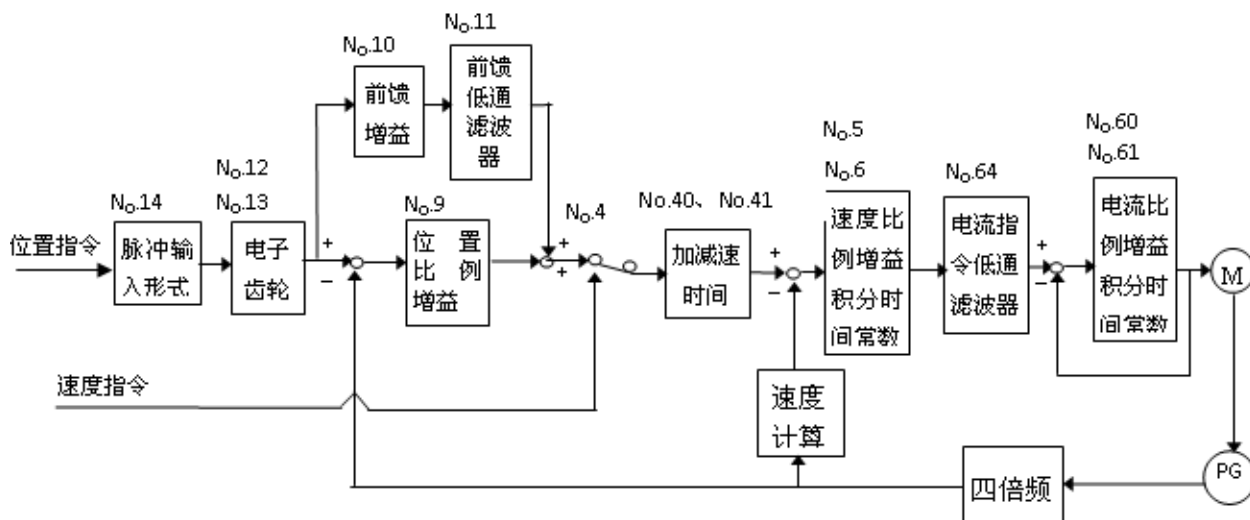 No.11
No.10
前馈
低通
滤波
器
前馈
增益
No.5
No.6
No.60
No.61
No.12
No.13
No.14
No.9
No.4
No.40、No.41
No.64
位置指令
脉冲输
入形式
电子
齿轮
+
−
位置
比例
增益
+
+
加减速
时间
+
−
速度比
例增益
积分时
间常数
电流指
令低通
滤波器
+
−
电流比
例增益
积分时
间常数
M
速度指令
速度
计算
四倍频
PG